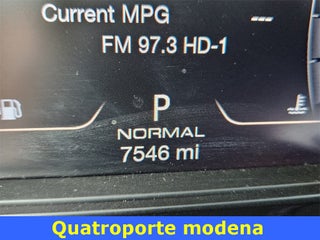 Current MPG ---
FM 97.3 HD-1
P
NORMAL
7546 mi
Quatroporte modena